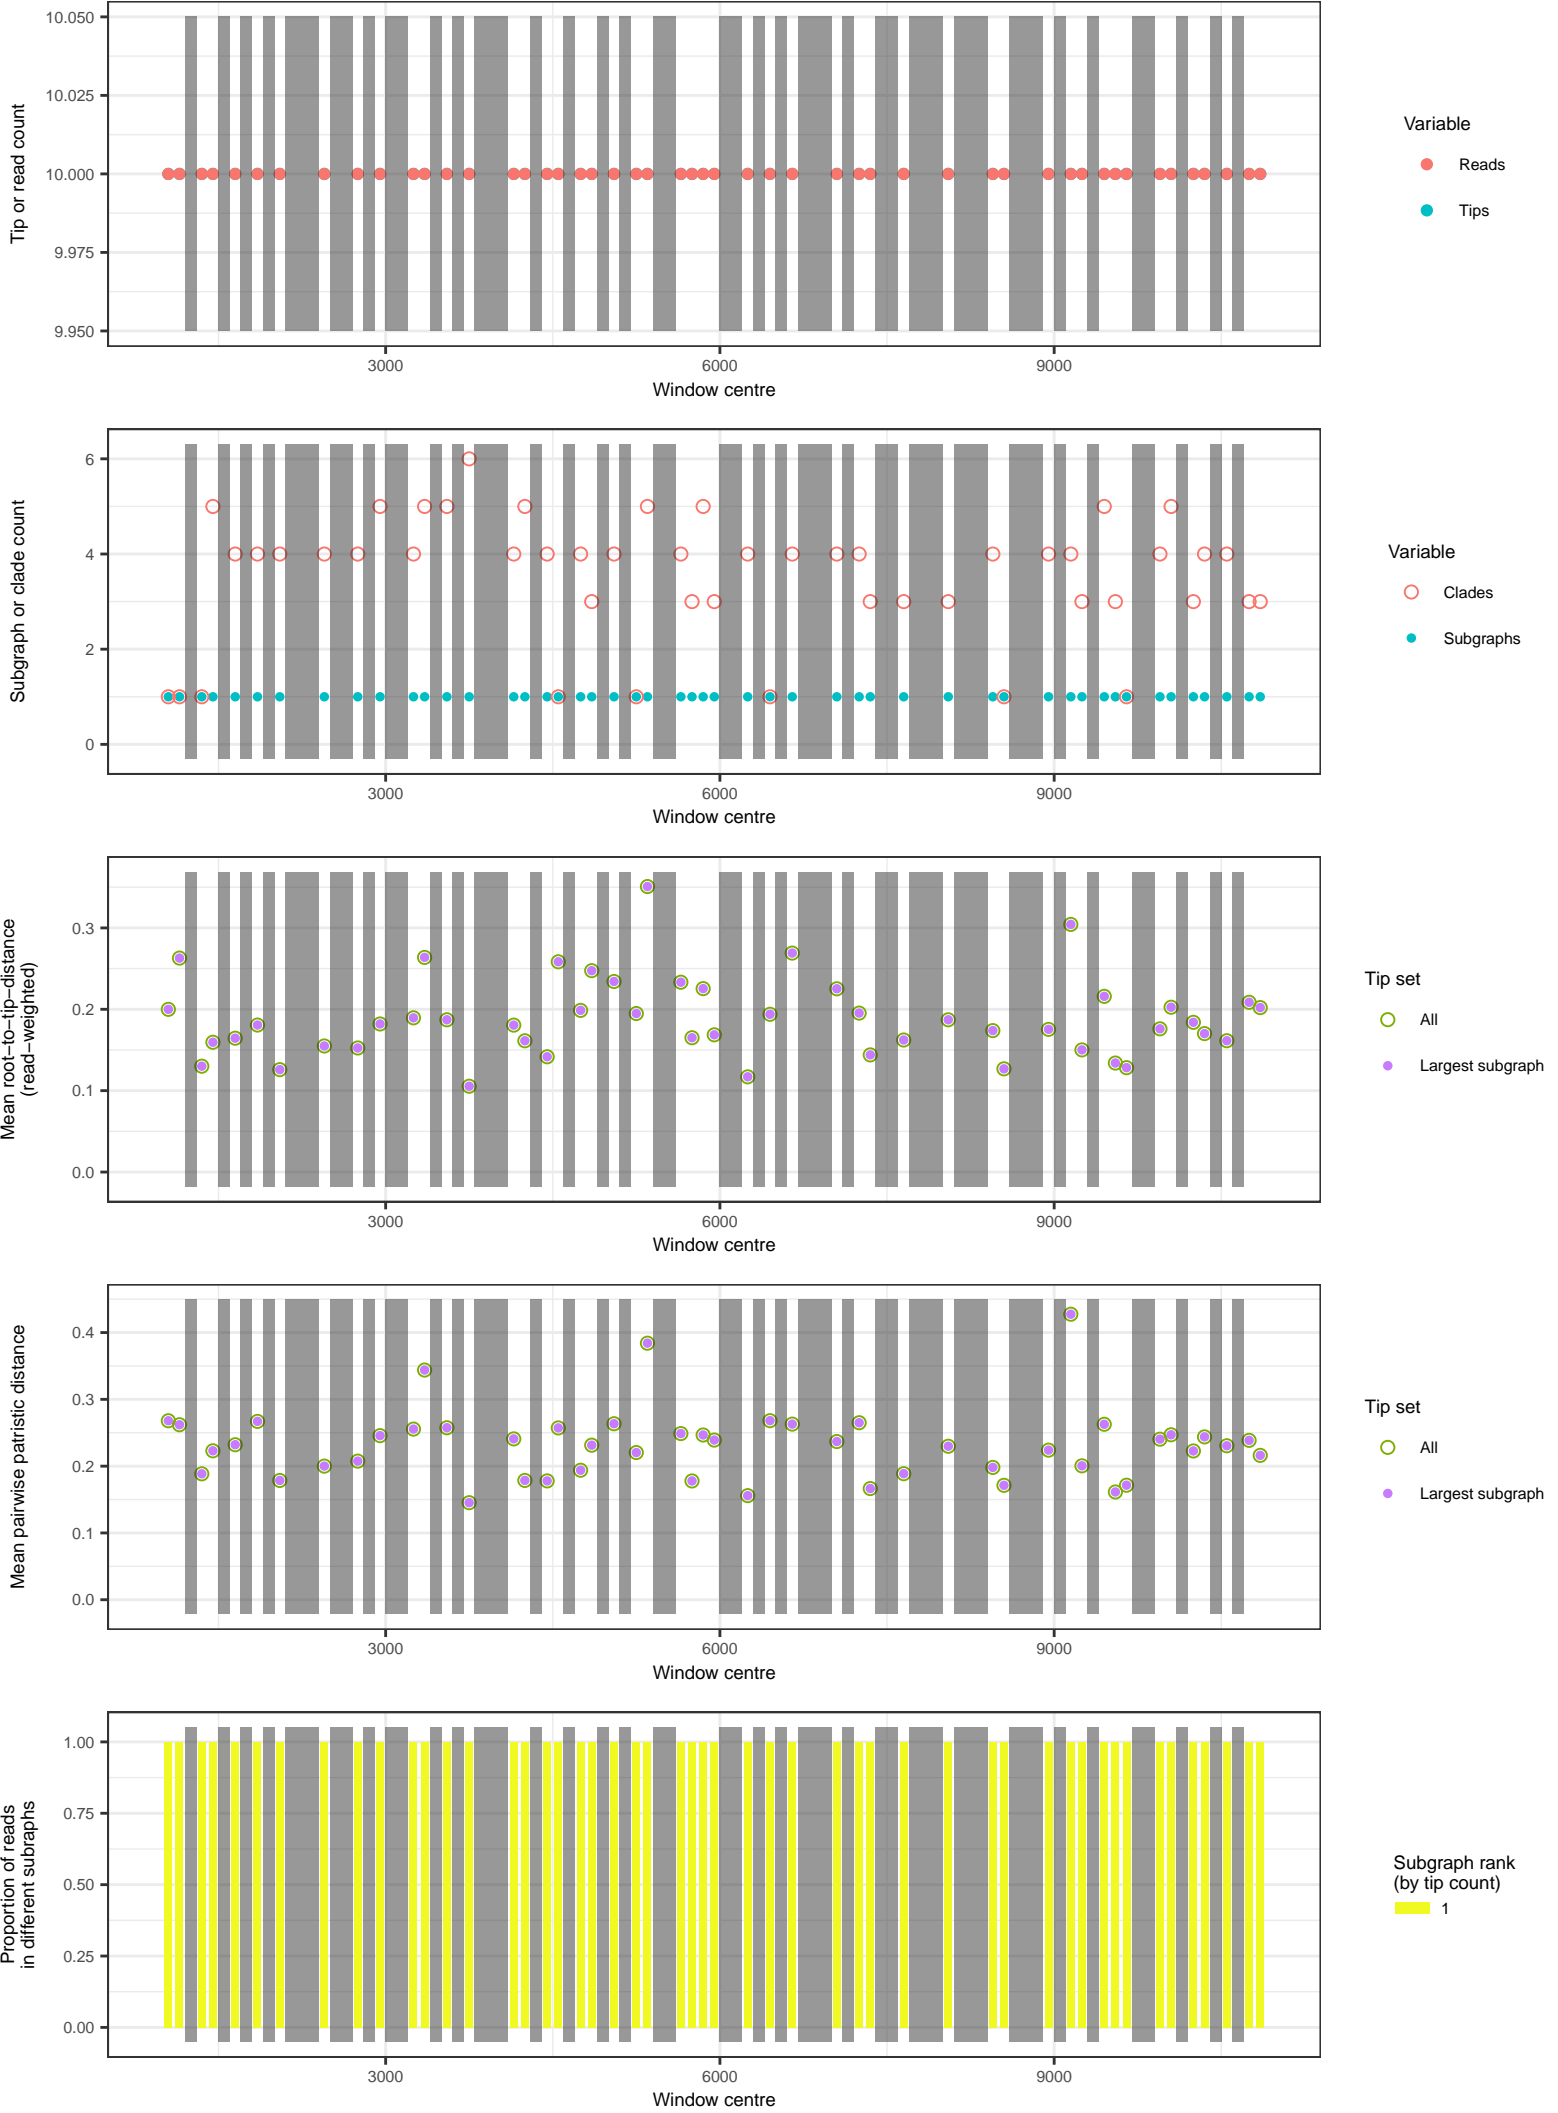 10.050
10.025
10.000
9.975
9.950
Tip or read count
3000
6000
9000
Window centre
Variable
Reads
Tips
6
4
2
0
Subgraph or clade count
3000
6000
9000
Window centre
Variable
Clades
Subgraphs
0.3
0.2
0.1
0.0
Mean root−to−tip−distance
(read−weighted)
3000
6000
9000
Window centre
Tip set
All
Largest subgraph
0.4
0.3
0.2
0.1
0.0
Mean pairwise patristic distance
3000
6000
9000
Window centre
Tip set
All
Largest subgraph
1.00
0.75
0.50
0.25
0.00
Proportion of reads
in different subraphs
3000
6000
9000
Window centre
Subgraph rank
(by tip count)
1